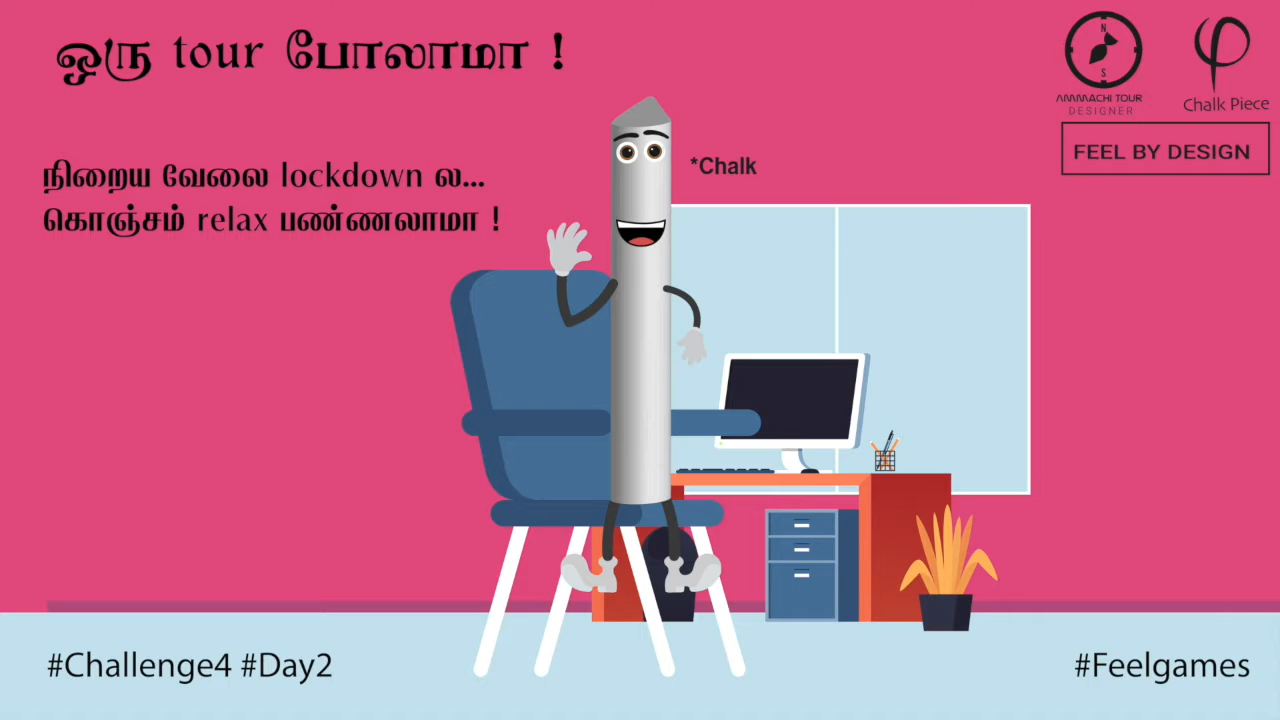 ஒரு tour போலாமா !
N
S
AMMACHI TOUR
DESIGNER
Chalk Piece
FEEL BY DESIGN
*Chalk
நிறைய வேலை lockdown ல...
கொஞ்சம் relax பண்ணலாமா !
#Challenge4 #Day2
#Feelgames